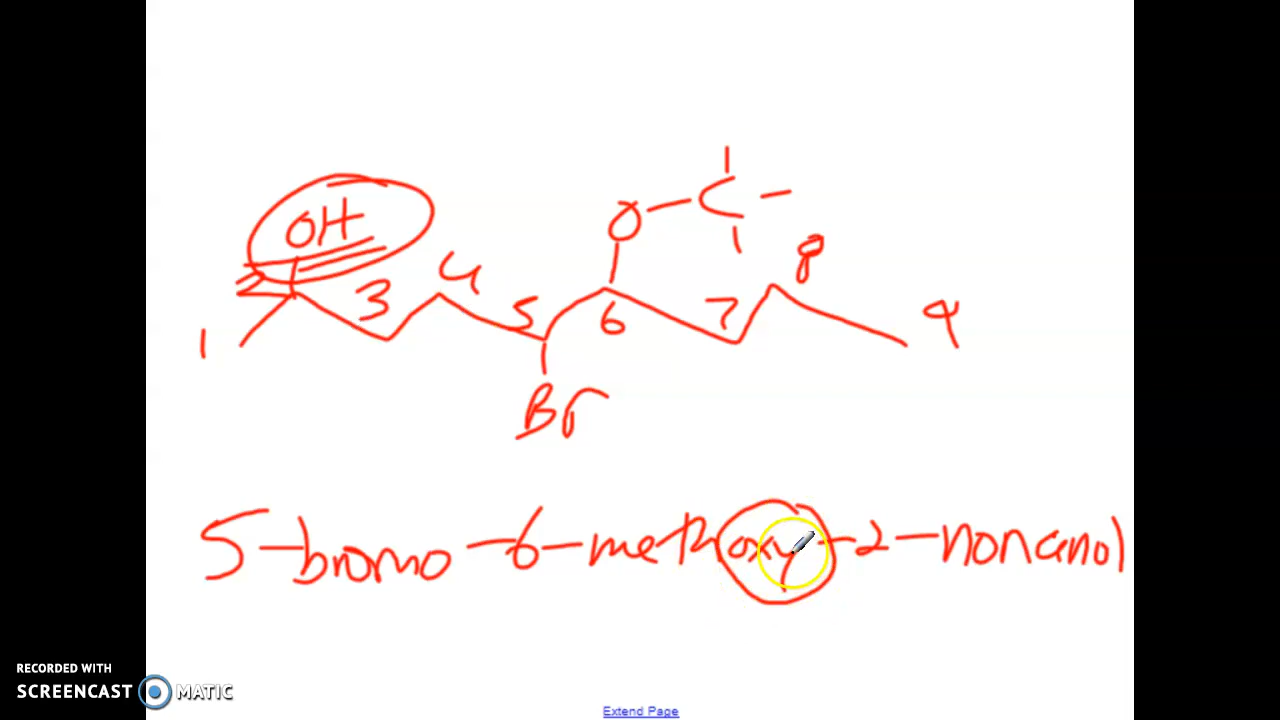 OH
O C
1 3 4 5 6 7 8 9
Br
5-bromo-6-methoxy-2-nonanol
RECORDED WITH
SCREENCAST MATIC
Extend Page